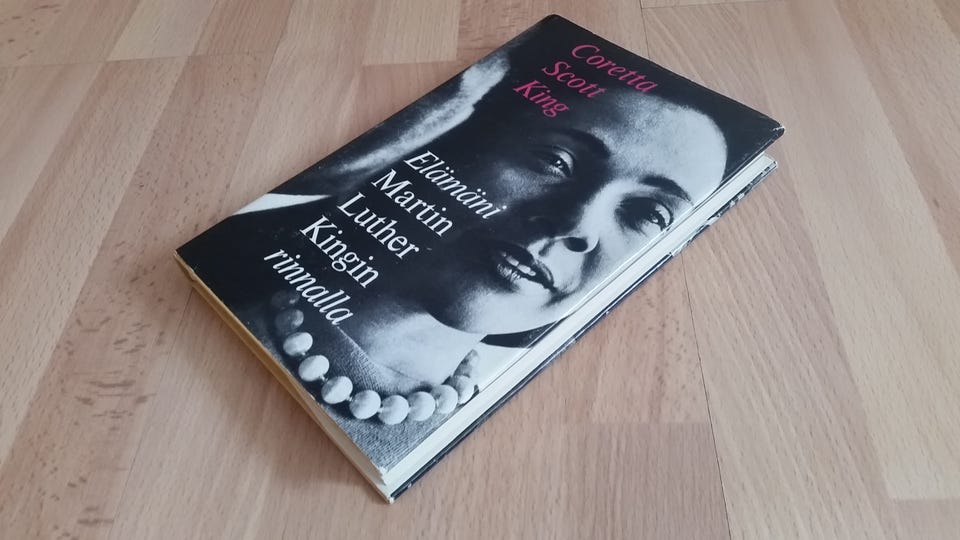 Coretta
Scott
King
Elämäni
Martin
Luther
Kingin
rinnalla